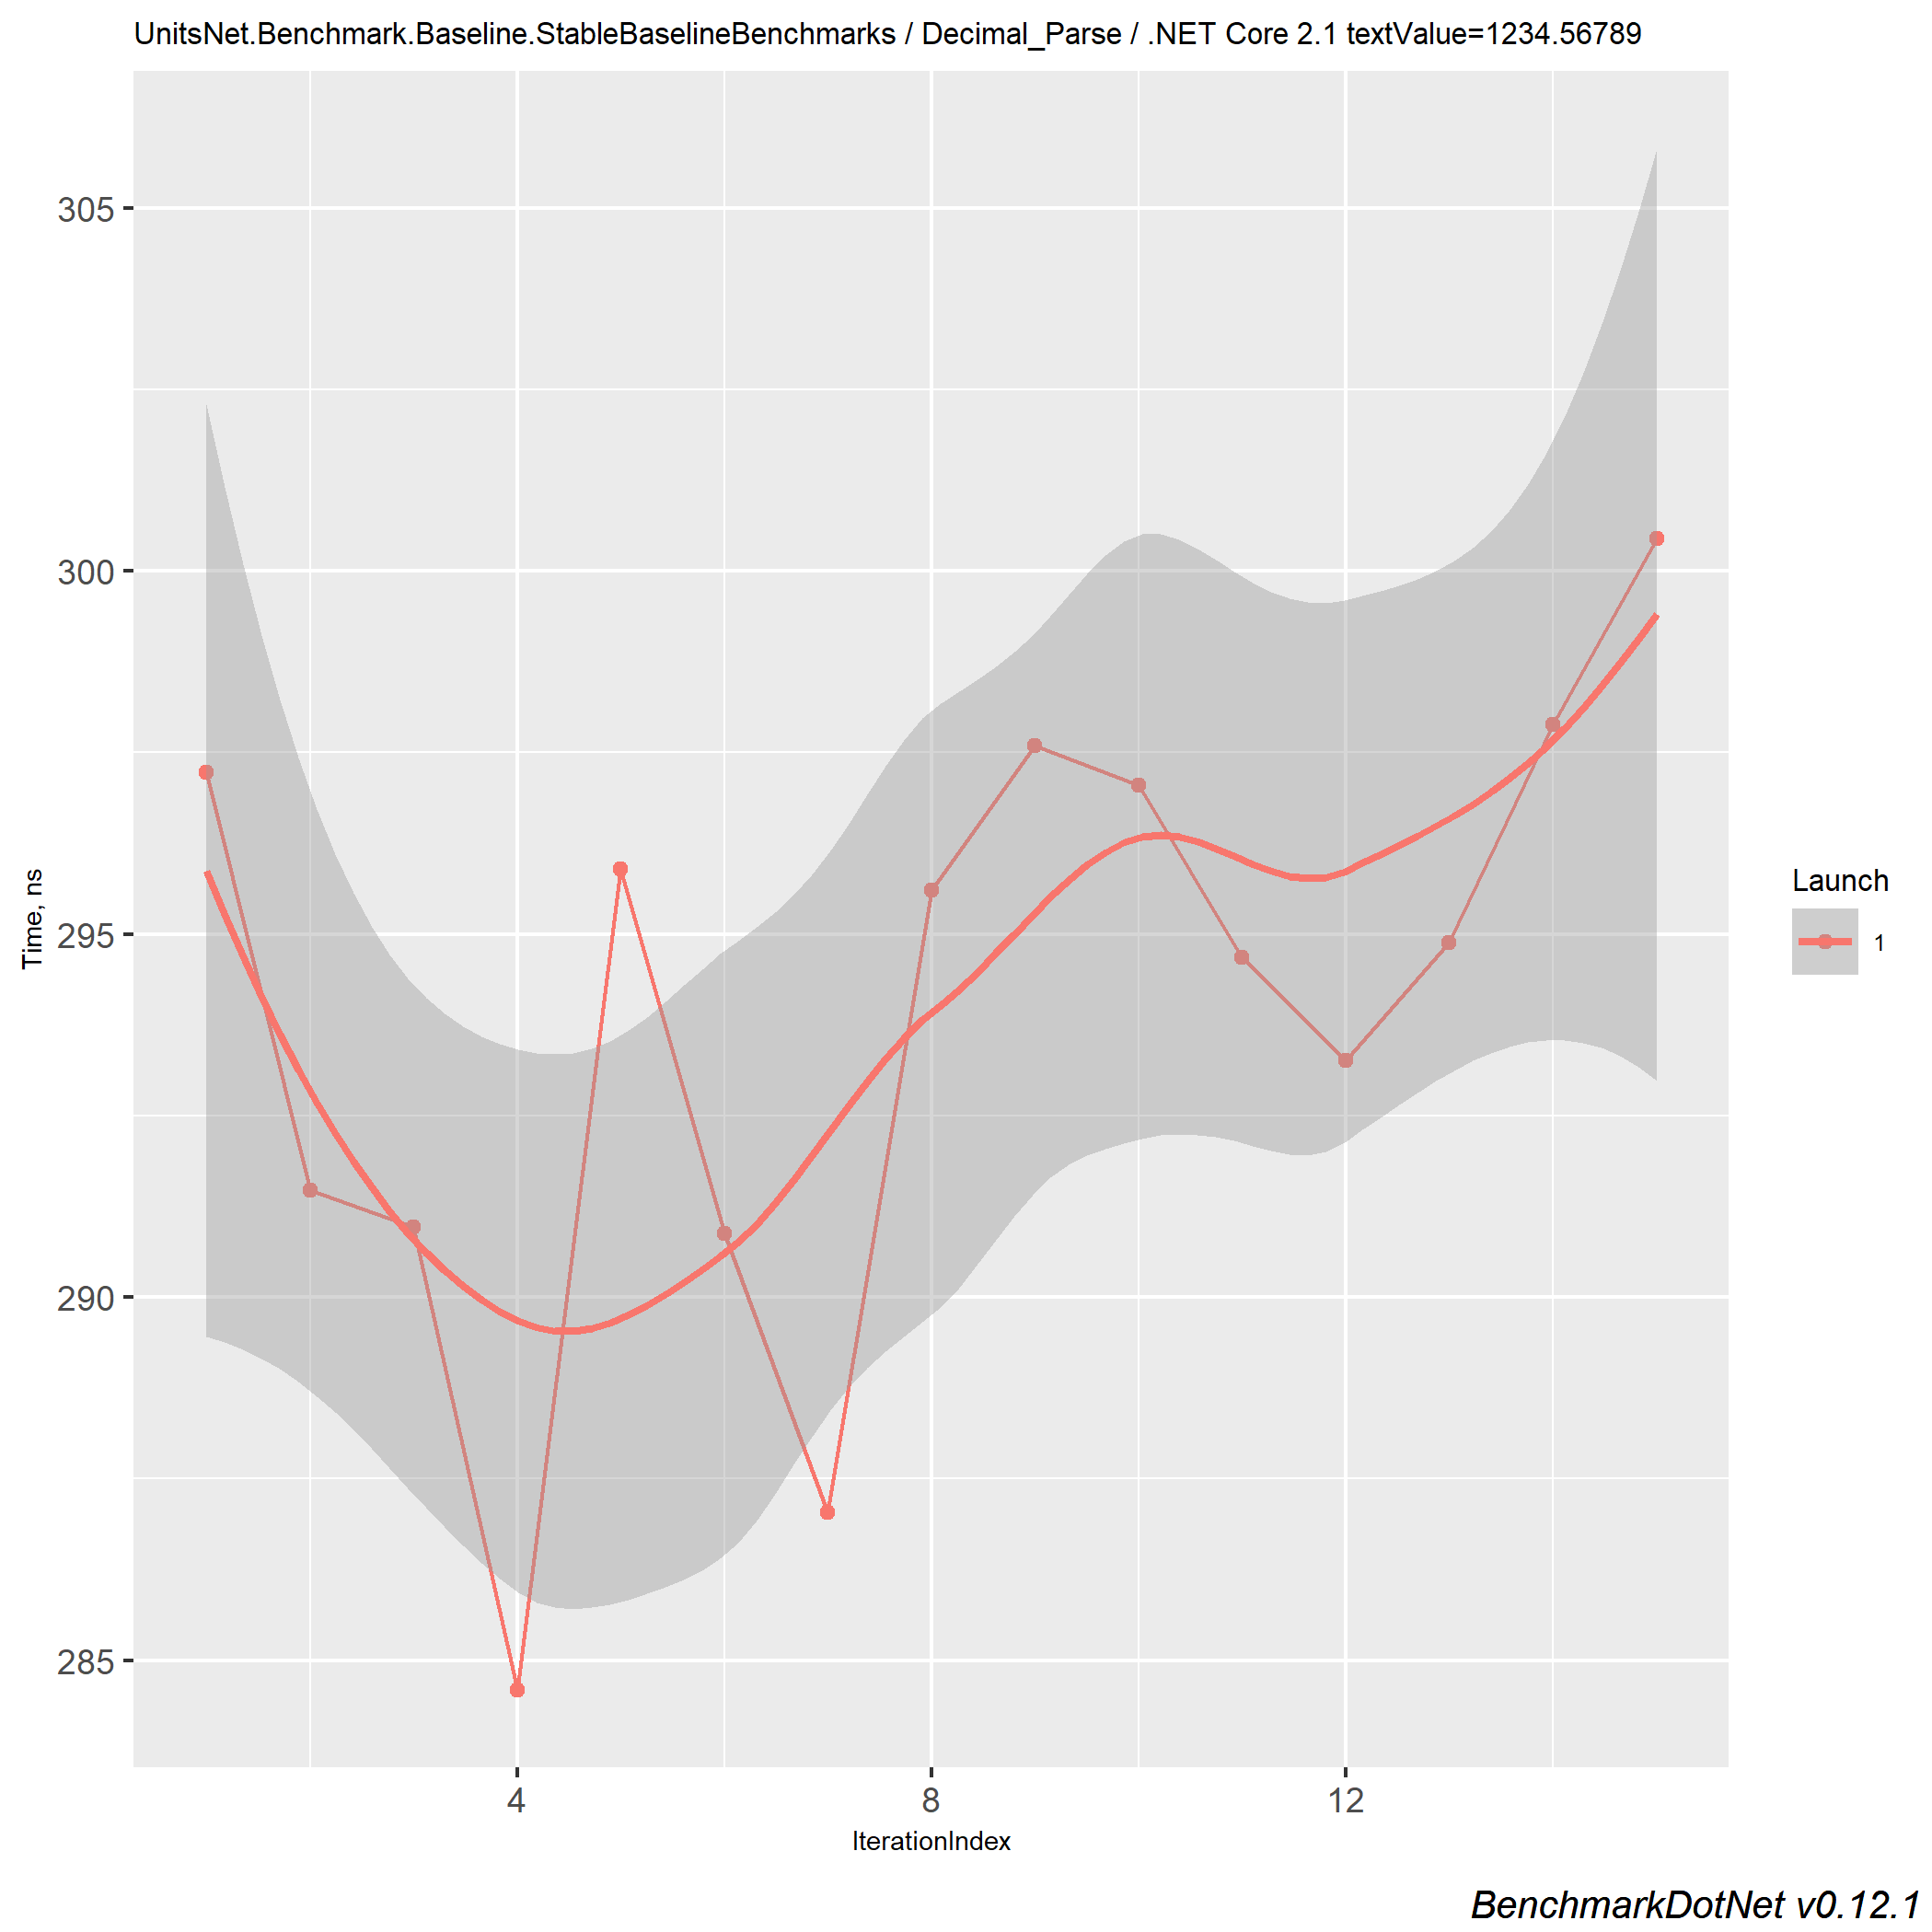 UnitsNet.Benchmark.Baseline.StableBaselineBenchmarks / Decimal_Parse / .NET Core 2.1 textValue=1234.56789
305
300
295
290
285
Time, ns
4
8
12
IterationIndex
Launch
1
BenchmarkDotNet v0.12.1